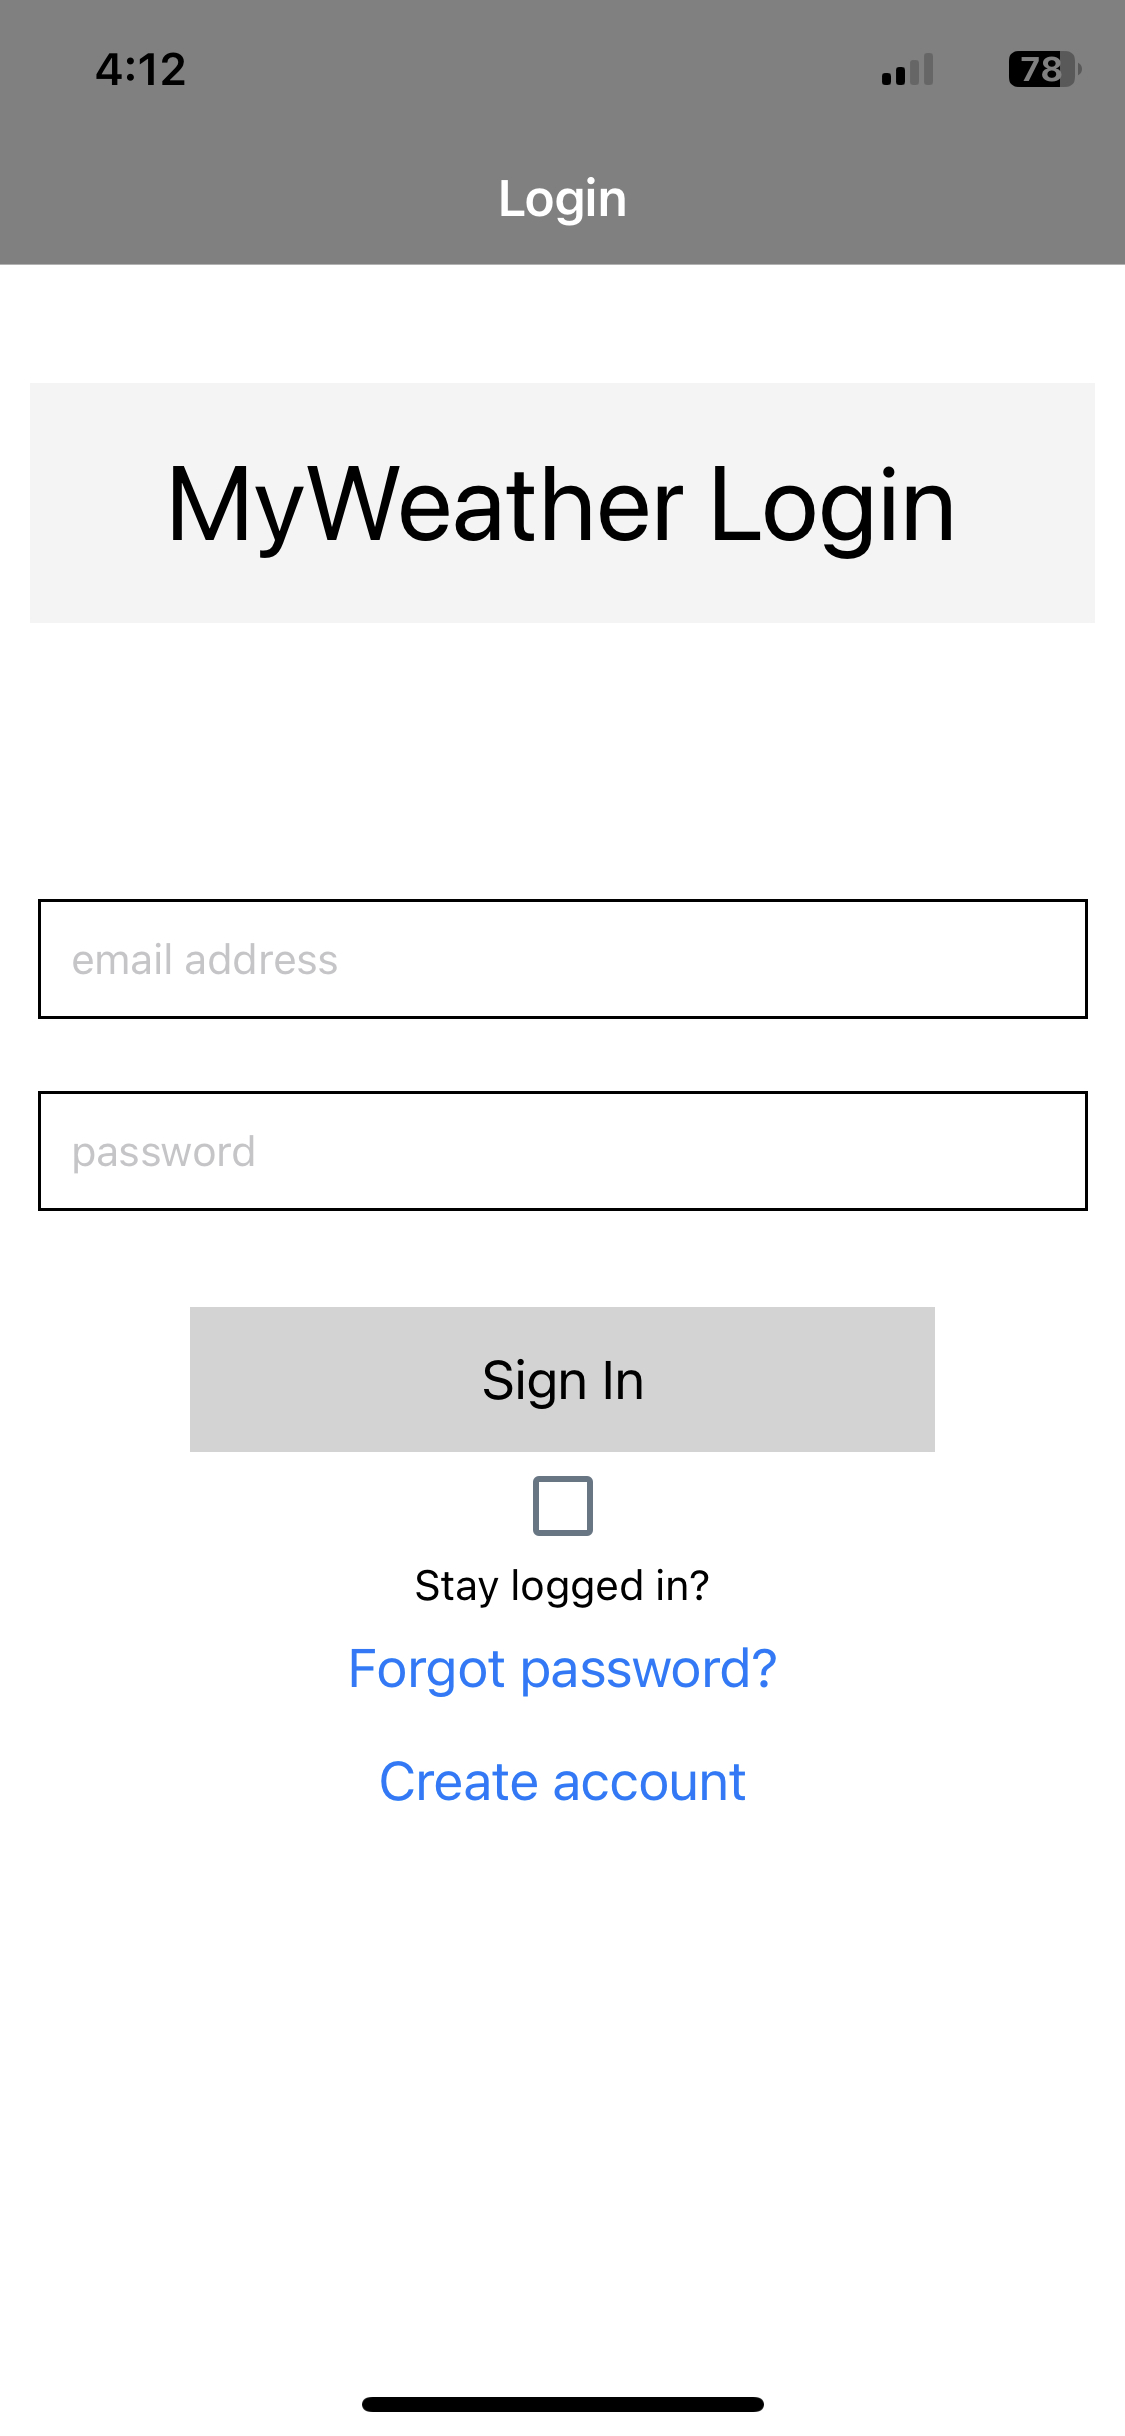 4:12
78
Login
MyWeather Login
email address
password
Sign In
Stay logged in?
Forgot password?
Create account